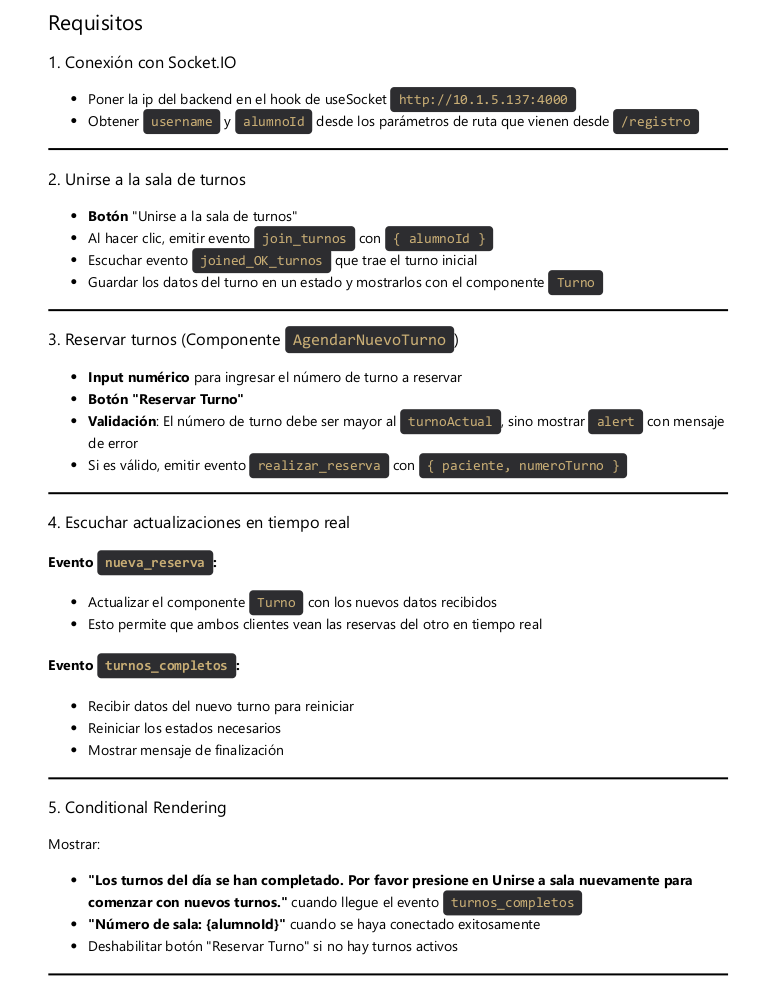 Requisitos
1. Conexión con Socket.IO
• Poner la ip del backend en el hook de useSocket http://10.1.5.137:4000
• Obtener username y alumnoId desde los parámetros de ruta que vienen desde /registro
2. Unirse a la sala de turnos
• Botón "Unirse a la sala de turnos"
• Al hacer clic, emitir evento join_turnos con { alumnoId }
• Escuchar evento joined_OK_turnos que trae el turno inicial
• Guardar los datos del turno en un estado y mostrarlos con el componente Turno
3. Reservar turnos (Componente AgendarNuevoTurno)
• Input numérico para ingresar el número de turno a reservar
• Botón "Reservar Turno"
• Validación: El número de turno debe ser mayor al turnoActual, sino mostrar alert con mensaje
de error
• Si es válido, emitir evento realizar_reserva con { paciente, numeroTurno }
4. Escuchar actualizaciones en tiempo real
Evento nueva_reserva:
• Actualizar el componente Turno con los nuevos datos recibidos
• Esto permite que ambos clientes vean las reservas del otro en tiempo real
Evento turnos_completos:
• Recibir datos del nuevo turno para reiniciar
• Reiniciar los estados necesarios
• Mostrar mensaje de finalización
5. Conditional Rendering
Mostrar:
• "Los turnos del día se han completado. Por favor presione en Unirse a sala nuevamente para
comenzar con nuevos turnos." cuando llegue el evento turnos_completos
• "Número de sala: {alumnoId}" cuando se haya conectado exitosamente
• Deshabilitar botón "Reservar Turno" si no hay turnos activos